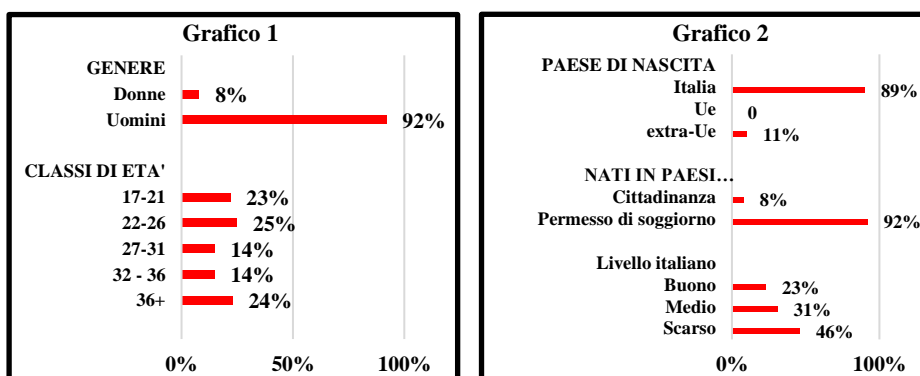 Grafico 1
GENERE
Donne 8%
Uomini 92%
CLASSI DI ETA'
17-21 23%
22-26 25%
27-31 14%
32 - 36 14%
36+ 24%
0% 50% 100%
Grafico 2
PAESE DI NASCITA
Italia 89%
Ue 0
extra-Ue 11%
NATI IN PAESI…
Cittadinanza 8%
Permesso di soggiorno 92%
Livello italiano
Buono 23%
Medio 31%
Scarso 46%
0% 100%